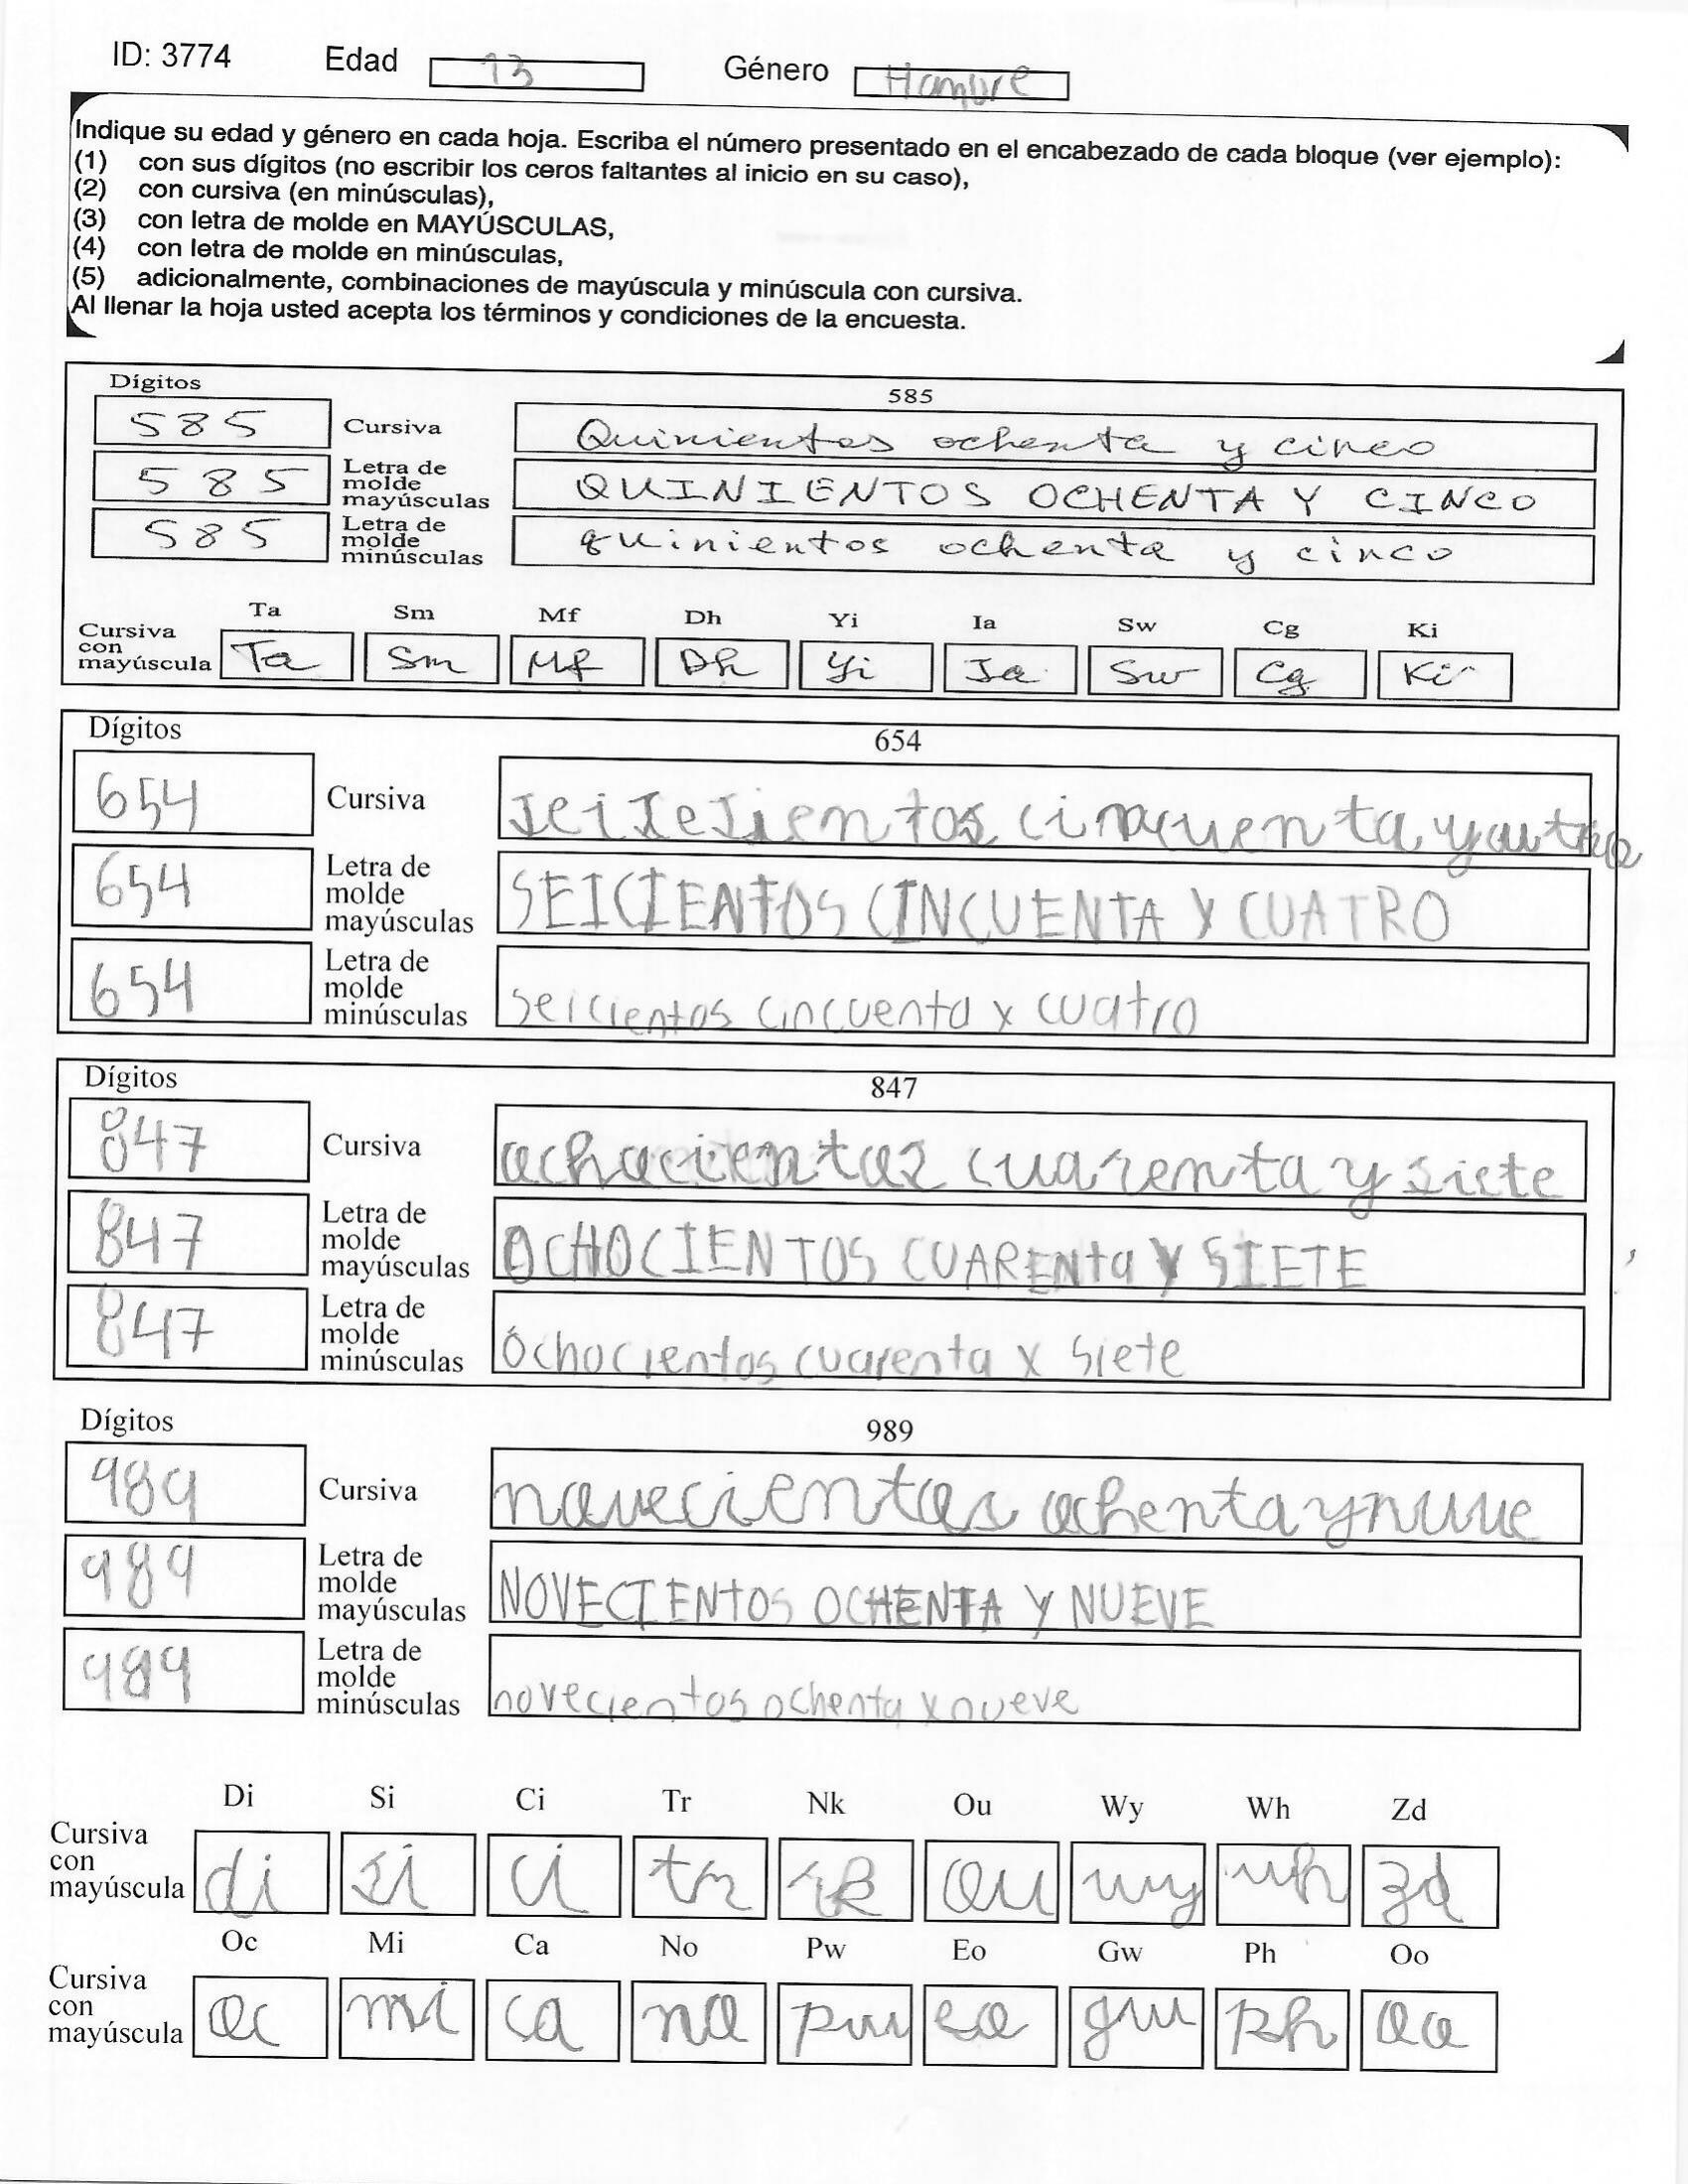 ID: 3774 Edad 13 Género Hombre
Indique su edad y género en cada hoja. Escriba el número presentado en el encabezado de cada bloque (ver ejemplo):
(1) con sus dígitos (no escribir los ceros faltantes al inicio en su caso),
(2) con cursiva (en minúsculas),
(3) con letra de molde en MAYÚSCULAS,
(4) con letra de molde en minúsculas,
(5) adicionalmente, combinaciones de mayúscula y minúscula con cursiva.
Al llenar la hoja usted acepta los términos y condiciones de la encuesta.
Dígitos 585
585 Cursiva Quinientos ochenta y cinco
585 Letra de molde mayúsculas QUINIENTOS OCHENTA Y CINCO
585 Letra de molde minúsculas quinientos ochenta y cinco
Ta Sm Mf Dh Yi Ia Sw Cg Ki
Cursiva con mayúscula Ta Sm Mf Dh Yi Ia Sw Cg Ki
Dígitos 654
654 Cursiva cincuenta y
654 Letra de molde mayúsculas SEICIENTOS CINCUENTA Y CUATRO
654 Letra de molde minúsculas seicientos cincuenta y cuatro
Dígitos 847
847 Cursiva ochocientos cuarenta y siete
847 Letra de molde mayúsculas OCHOCIENTOS CUARENta Y SIETE
847 Letra de molde minúsculas ochocientos cuarenta y siete
Dígitos 989
989 Cursiva novecientos ochenta y nueve
989 Letra de molde mayúsculas NOVECIENtOS OCHENTA Y NUEVE
989 Letra de molde minúsculas novecientos ochenta y nueve
Di Si Ci Tr Nk Ou Wy Wh Zd
Cursiva con mayúscula di si ci tr nk ou wy wh zd
Oc Mi Ca No Pw Eo Gw Ph Oo
Cursiva con mayúscula oc mi ca no pw eo gw ph oo